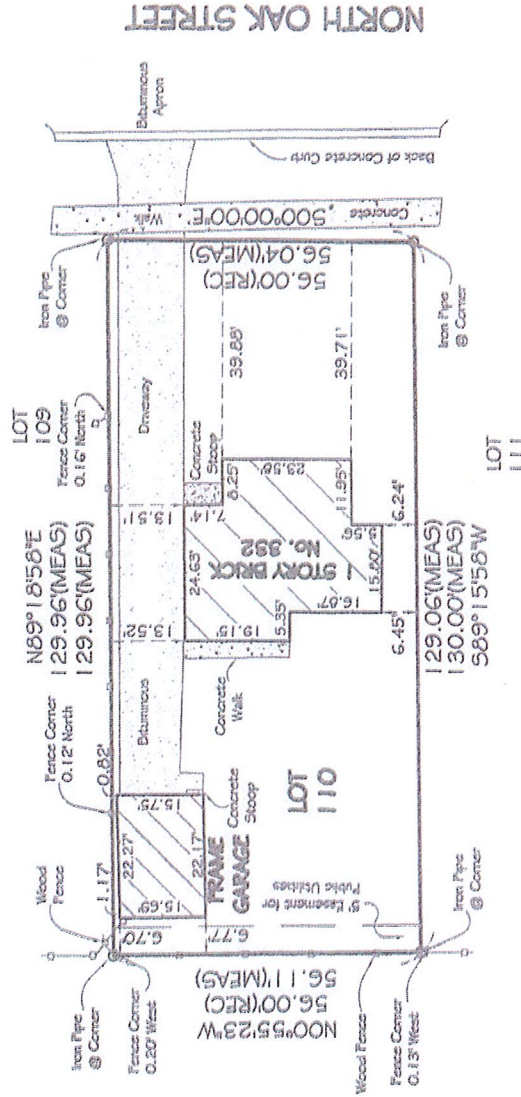 NORTH OAK STREET
Bituminous
Apron
Back of Concrete Curb
Concrete
Walk
S00°00'00"E
56.04'(MEAS)
56.00'(REC)
Iron Pipe
@ Corner
Iron Pipe
@ Corner
LOT
109
Fence Corner
0.16' North
N89°18'58"E
129.96'(MEAS)
129.96'(MEAS)
Fence Corner
0.12' North
0.82'
1.17'
Wood
Fence
Iron Pipe
@ Corner
Fence Corner
0.20' West
Driveway
Bituminous
13.51'
13.52'
Concrete
Stoop
7.14'
8.25'
39.88'
39.71'
23.56'
11.95'
24.63'
1 STORY BRICK
No. 332
19.15'
5.35'
16.87'
15.80'
6.24'
6.45'
Concrete
Walk
15.75'
22.27'
22.17'
15.69'
FRAME
GARAGE
Concrete
Stoop
LOT
110
6.70'
6.77'
5' Easement for
Public Utilities
N00°55'23"W
56.00'(REC)
56.11'(MEAS)
Wood Fence
Fence Corner
0.13' West
Iron Pipe
@ Corner
129.06'(MEAS)
130.00'(MEAS)
S89°15'58"W
LOT
111